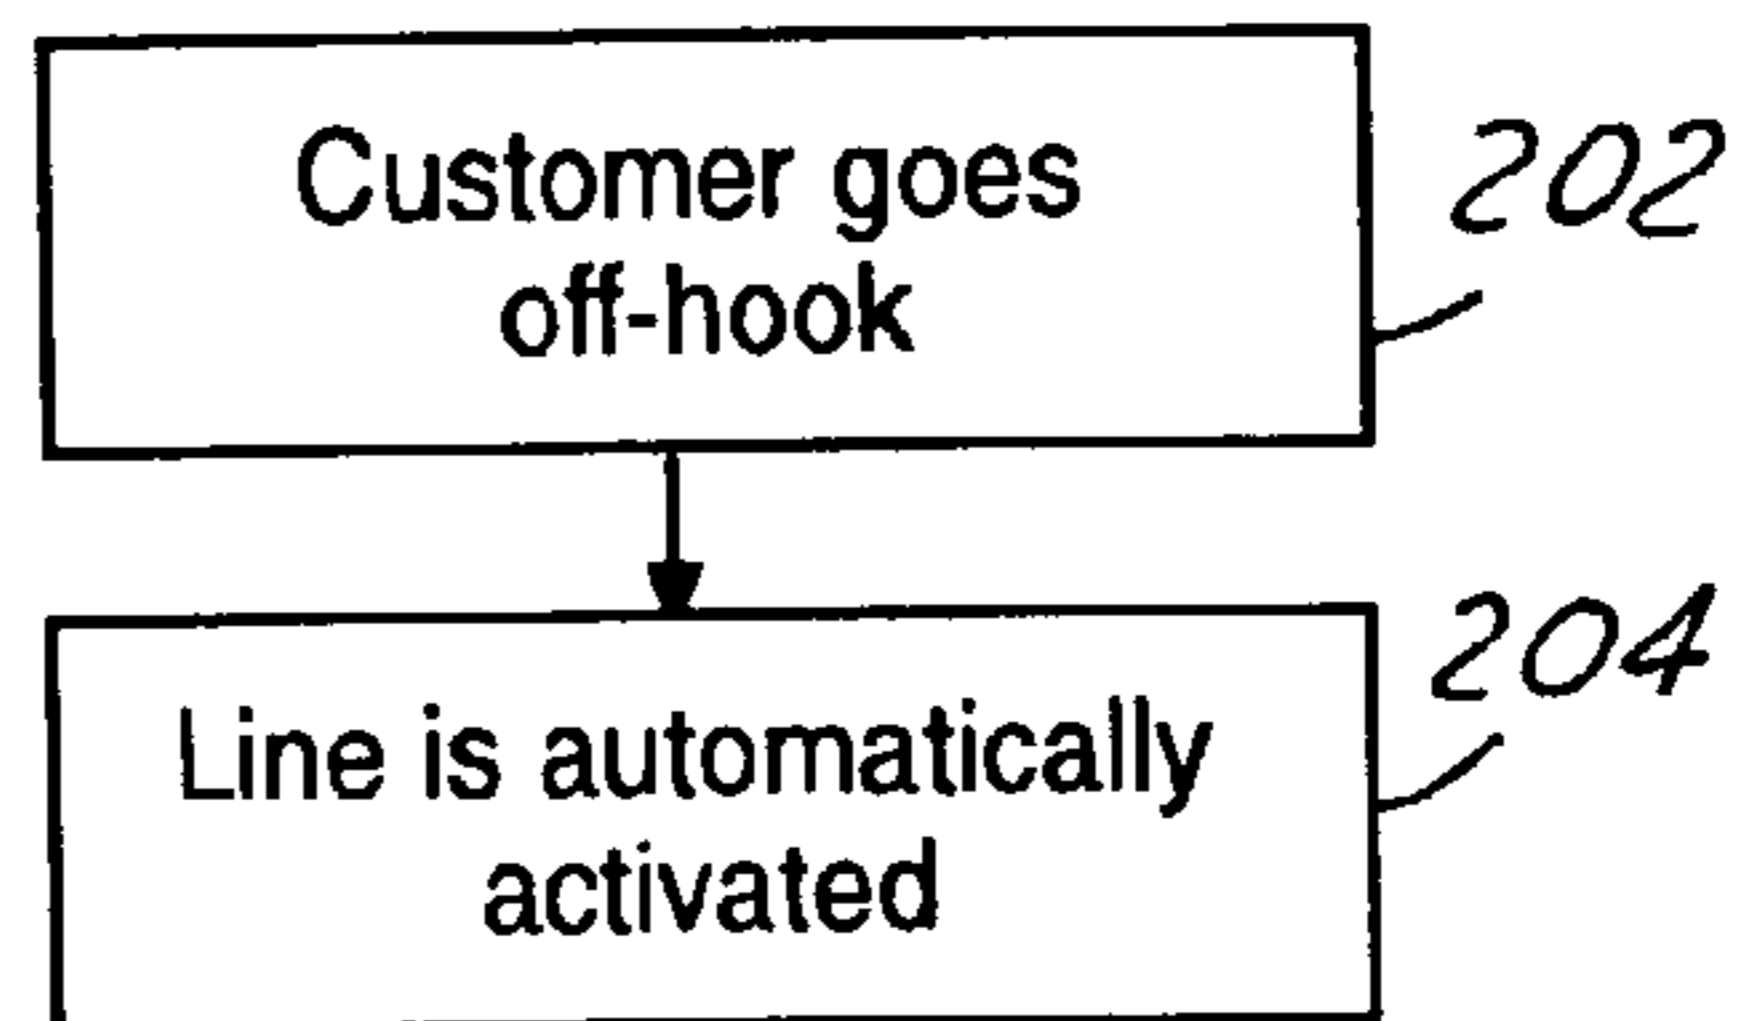 Customer goes
off-hook
202
Line is automatically
activated
204